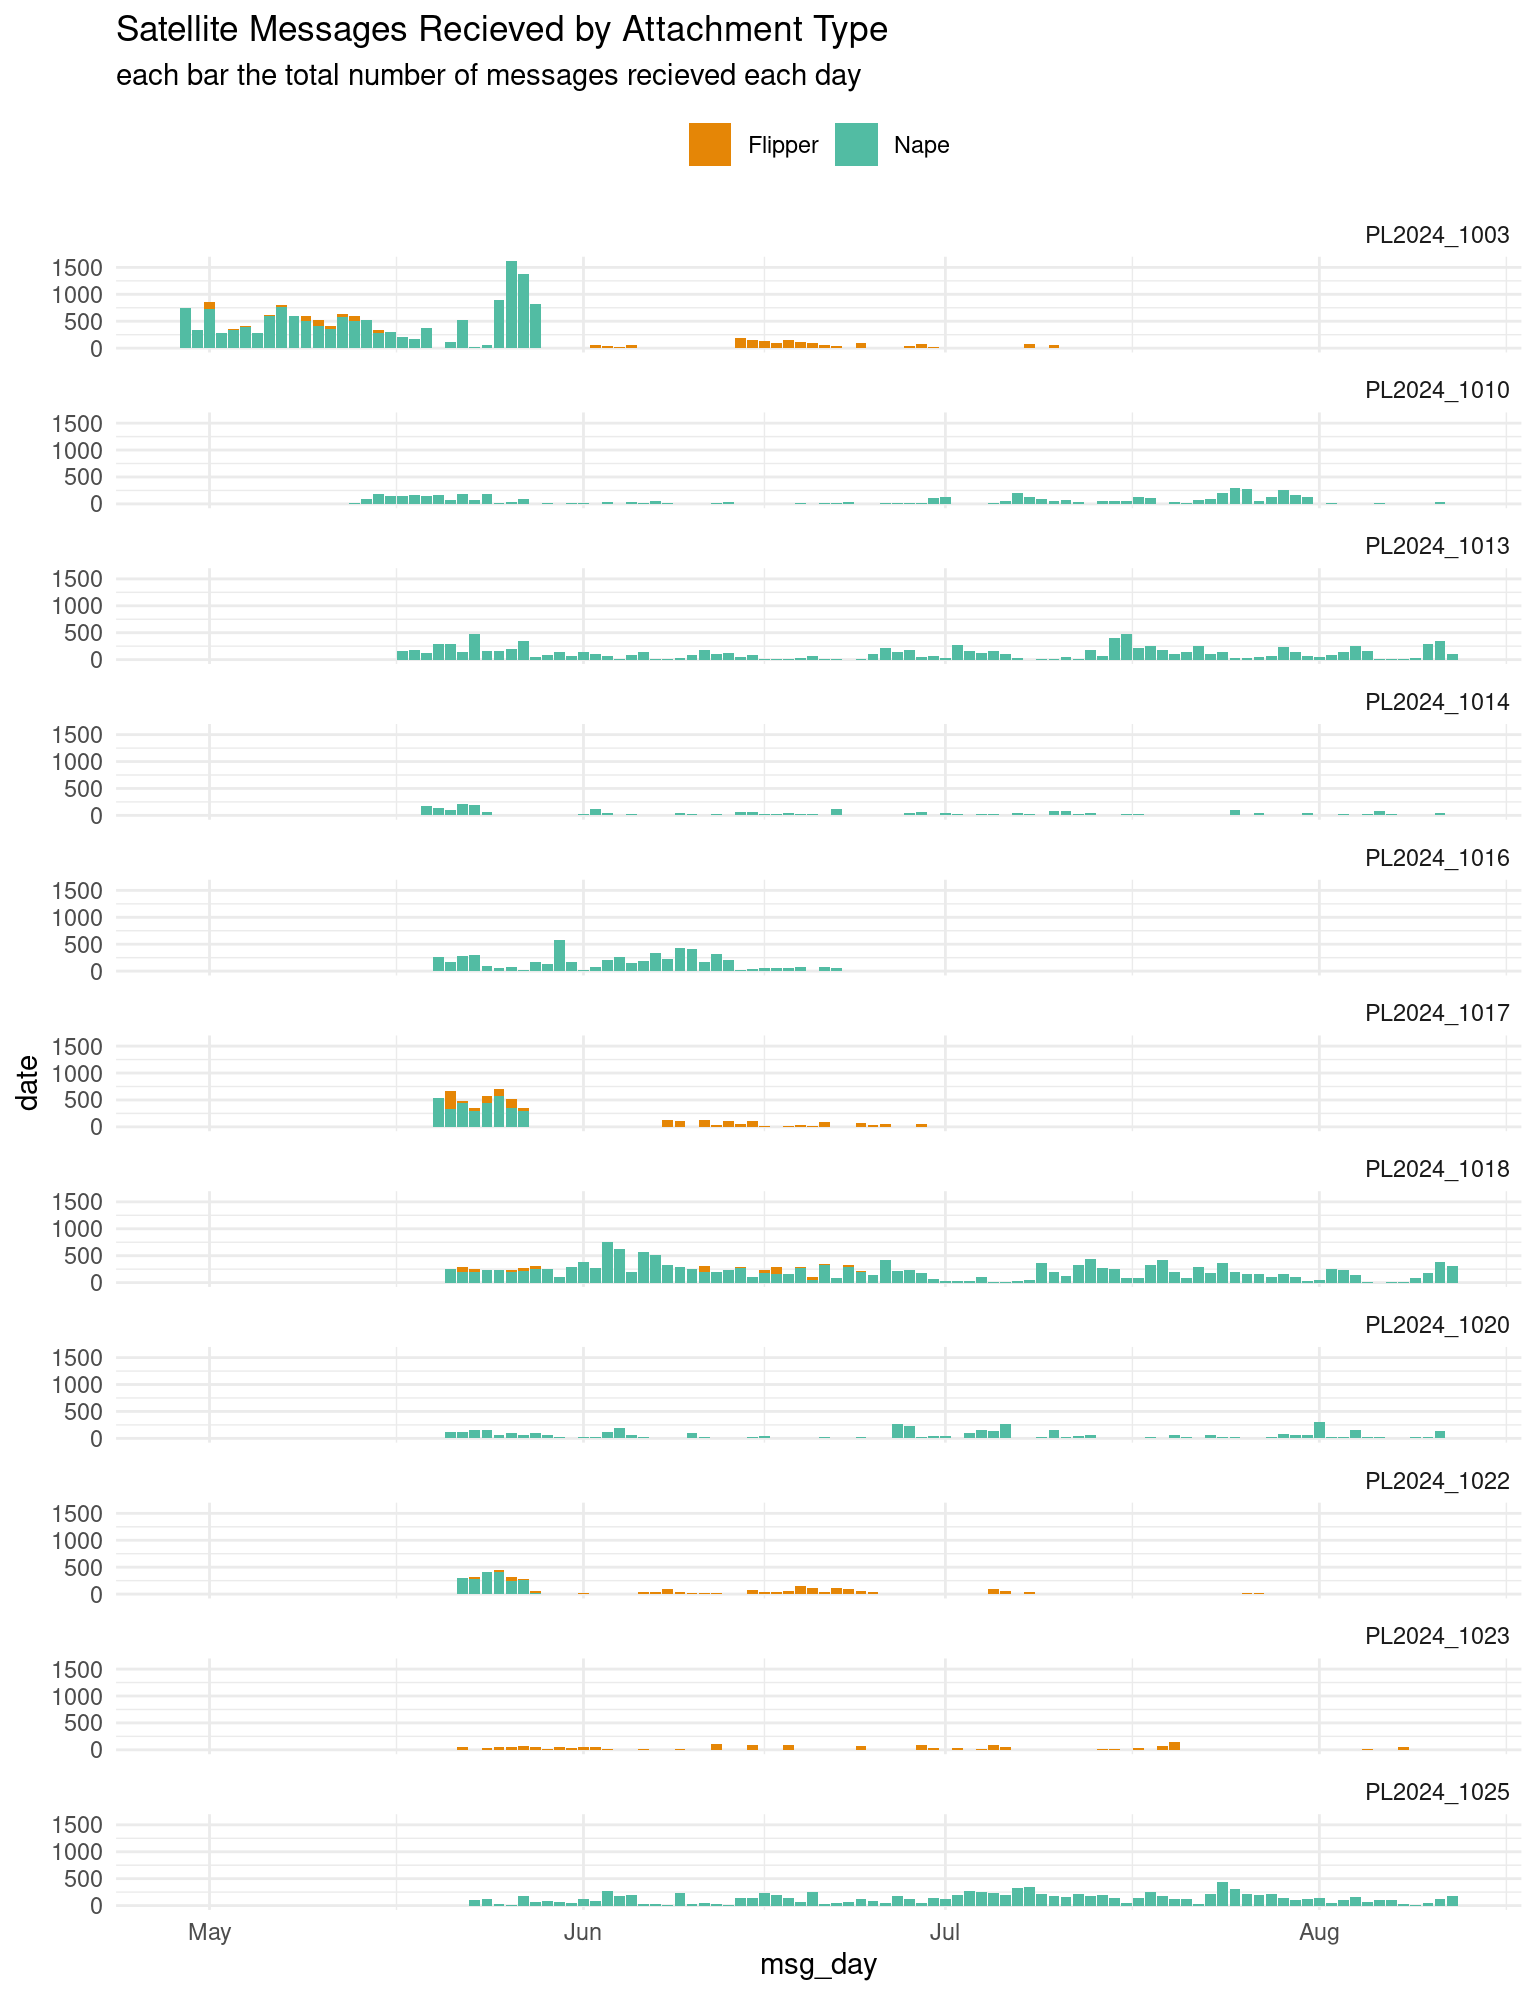 Satellite Messages Recieved by Attachment Type
each bar the total number of messages recieved each day
Flipper Nape
PL2024_1003
1500
1000
500
0
PL2024_1010
1500
1000
500
0
PL2024_1013
1500
1000
500
0
PL2024_1014
1500
1000
500
0
PL2024_1016
1500
1000
500
0
PL2024_1017
1500
1000
500
0
date
PL2024_1018
1500
1000
500
0
PL2024_1020
1500
1000
500
0
PL2024_1022
1500
1000
500
0
PL2024_1023
1500
1000
500
0
PL2024_1025
1500
1000
500
0
May Jun Jul Aug
msg_day